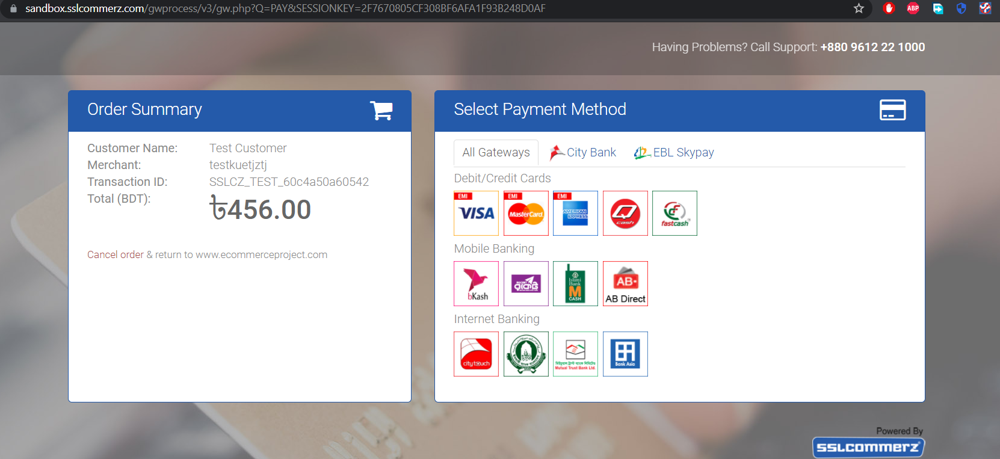 sandbox.sslcommerz.com/gwprocess/v3/gw.php?Q=PAY&SESSIONKEY=2F7670805CF308BF6AFA1F93B248D0AF
ABP
Having Problems? Call Support: +880 9612 22 1000
Order Summary
Customer Name: Test Customer
Merchant: testkuetjztj
Transaction ID: SSLCZ_TEST_60c4a50a60542
Total (BDT): ৳456.00
Cancel order & return to www.ecommerceproject.com
Select Payment Method
All Gateways City Bank EBL Skypay
Debit/Credit Cards
EMI EMI EMI
VISA MasterCard AMERICAN EXPRESS Q cash fastcash
Mobile Banking
bKash রকেট Islami Bank M CASH AB AB Direct
Internet Banking
citytouch মিউচুয়াল ট্রাস্ট ব্যাংক লিমিটেড Mutual Trust Bank Ltd. Bank Asia
Powered By
SSLCOMMERZ